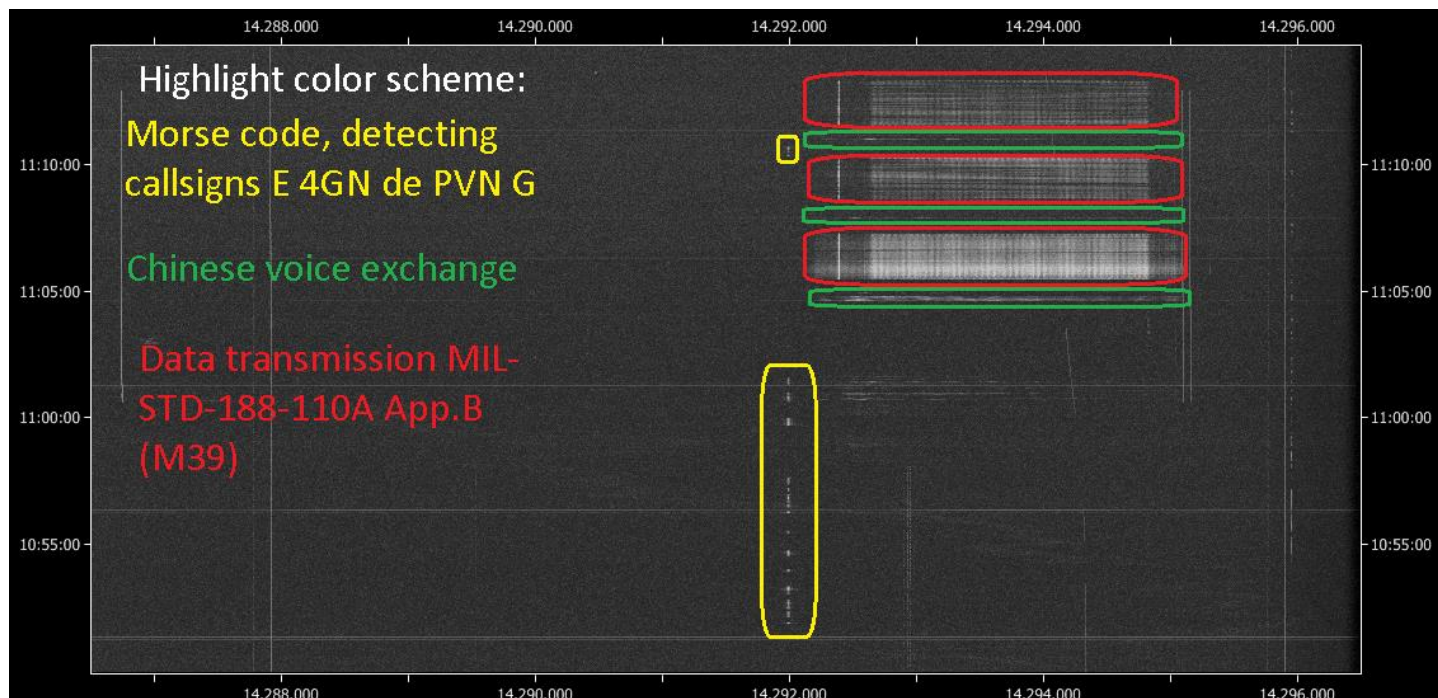 14.288.000 14.290.000 14.292.000 14.294.000 14.296.000
Highlight color scheme:
Morse code, detecting
callsigns E 4GN de PVN G
11:10:00 11:10:00
Chinese voice exchange
11:05:00 11:05:00
Data transmission MIL-
STD-188-110A App.B
(M39)
11:00:00 11:00:00
10:55:00 10:55:00
14.288.000 14.290.000 14.292.000 14.294.000 14.296.000